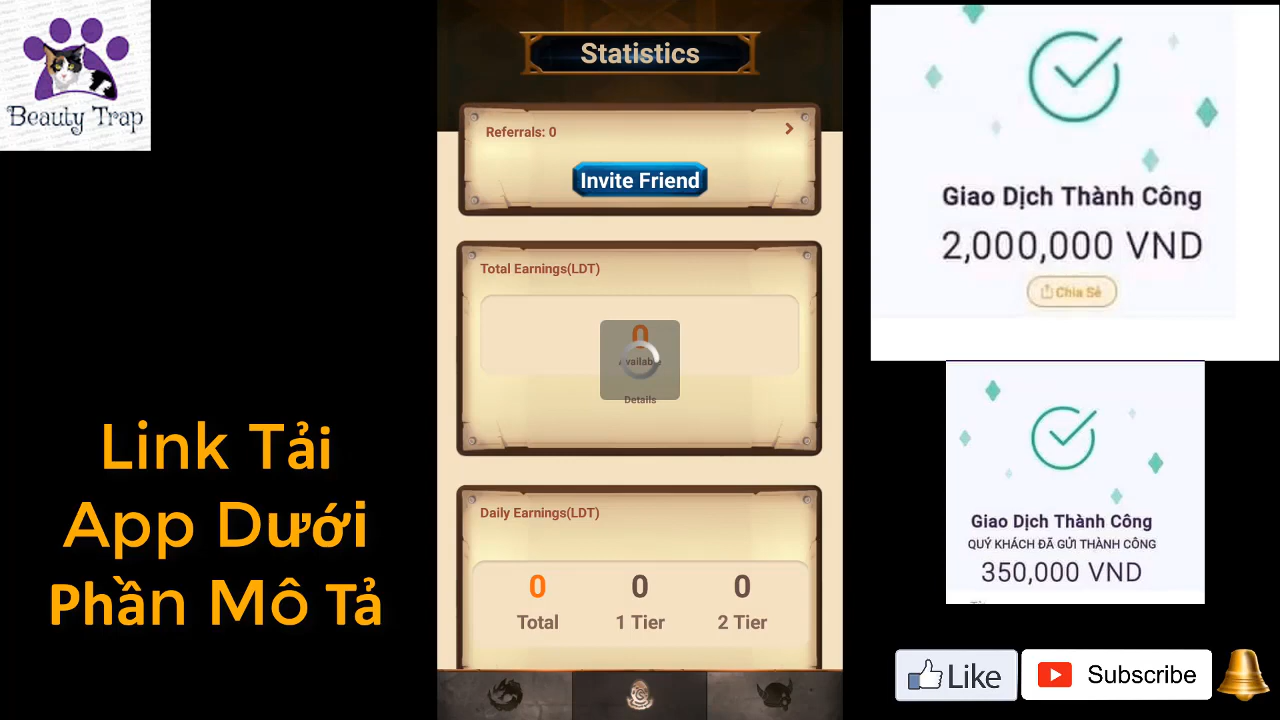 Beauty Trap
Link Tải
App Dưới
Phần Mô Tả
Statistics
Referrals: 0
Invite Friend
Total Earnings(LDT)
0
Available
Details
Daily Earnings(LDT)
0 0 0
Total 1 Tier 2 Tier
Giao Dịch Thành Công
2,000,000 VND
Chia Sẻ
Giao Dịch Thành Công
QUÝ KHÁCH ĐÃ GỬI THÀNH CÔNG
350,000 VND
Like
Subscribe